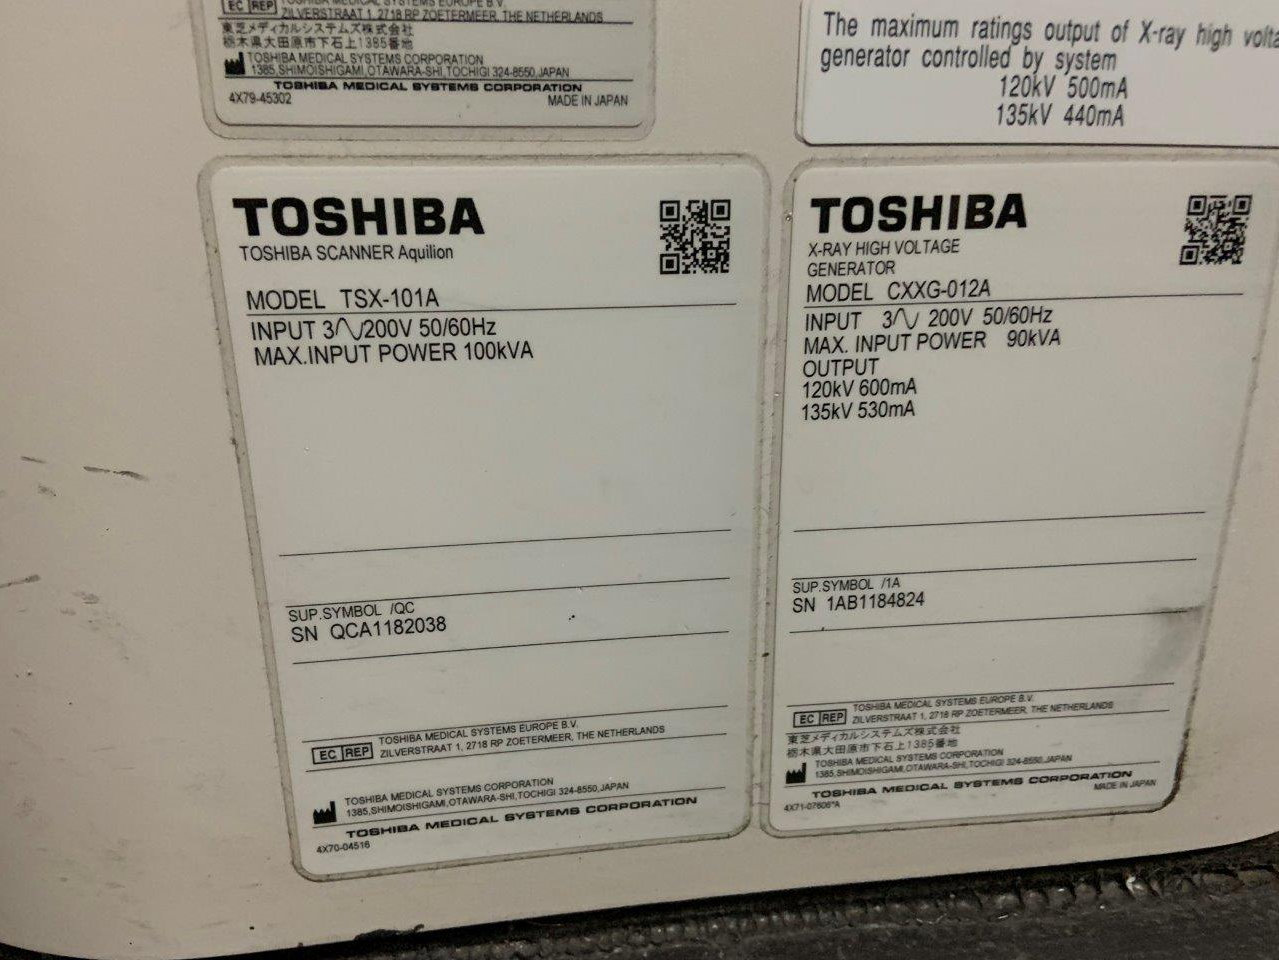 EC REP TOSHIBA MEDICAL SYSTEMS EUROPE B.V.
ZILVERSTRAAT 1, 2718 RP ZOETERMEER, THE NETHERLANDS
東芝メディカルシステムズ株式会社
栃木県大田原市下石上1385番地
TOSHIBA MEDICAL SYSTEMS CORPORATION
1385,SHIMOISHIGAMI,OTAWARA-SHI,TOCHIGI 324-8550,JAPAN
TOSHIBA MEDICAL SYSTEMS CORPORATION
4X79-45302 MADE IN JAPAN
The maximum ratings output of X-ray high
generator controlled by system
120kV 500mA
135kV 440mA
TOSHIBA
TOSHIBA SCANNER Aquilion
MODEL TSX-101A
INPUT 3∿200V 50/60Hz
MAX.INPUT POWER 100kVA
SUP.SYMBOL /QC
SN QCA1182038
EC REP TOSHIBA MEDICAL SYSTEMS EUROPE B.V.
ZILVERSTRAAT 1, 2718 RP ZOETERMEER, THE NETHERLANDS
TOSHIBA MEDICAL SYSTEMS CORPORATION
1385,SHIMOISHIGAMI,OTAWARA-SHI,TOCHIGI 324-8550,JAPAN
TOSHIBA MEDICAL SYSTEMS CORPORATION
4X70-04516
TOSHIBA
X-RAY HIGH VOLTAGE
GENERATOR
MODEL CXXG-012A
INPUT 3∿ 200V 50/60Hz
MAX. INPUT POWER 90kVA
OUTPUT
120kV 600mA
135kV 530mA
SUP.SYMBOL /1A
SN 1AB1184824
EC REP TOSHIBA MEDICAL SYSTEMS EUROPE B.V.
ZILVERSTRAAT 1, 2718 RP ZOETERMEER, THE NETHERLANDS
東芝メディカルシステムズ株式会社
栃木県大田原市下石上1385番地
TOSHIBA MEDICAL SYSTEMS CORPORATION
1385,SHIMOISHIGAMI,OTAWARA-SHI,TOCHIGI 324-8550,JAPAN
TOSHIBA MEDICAL SYSTEMS CORPORATION
4X71-07606*A MADE IN JAPAN